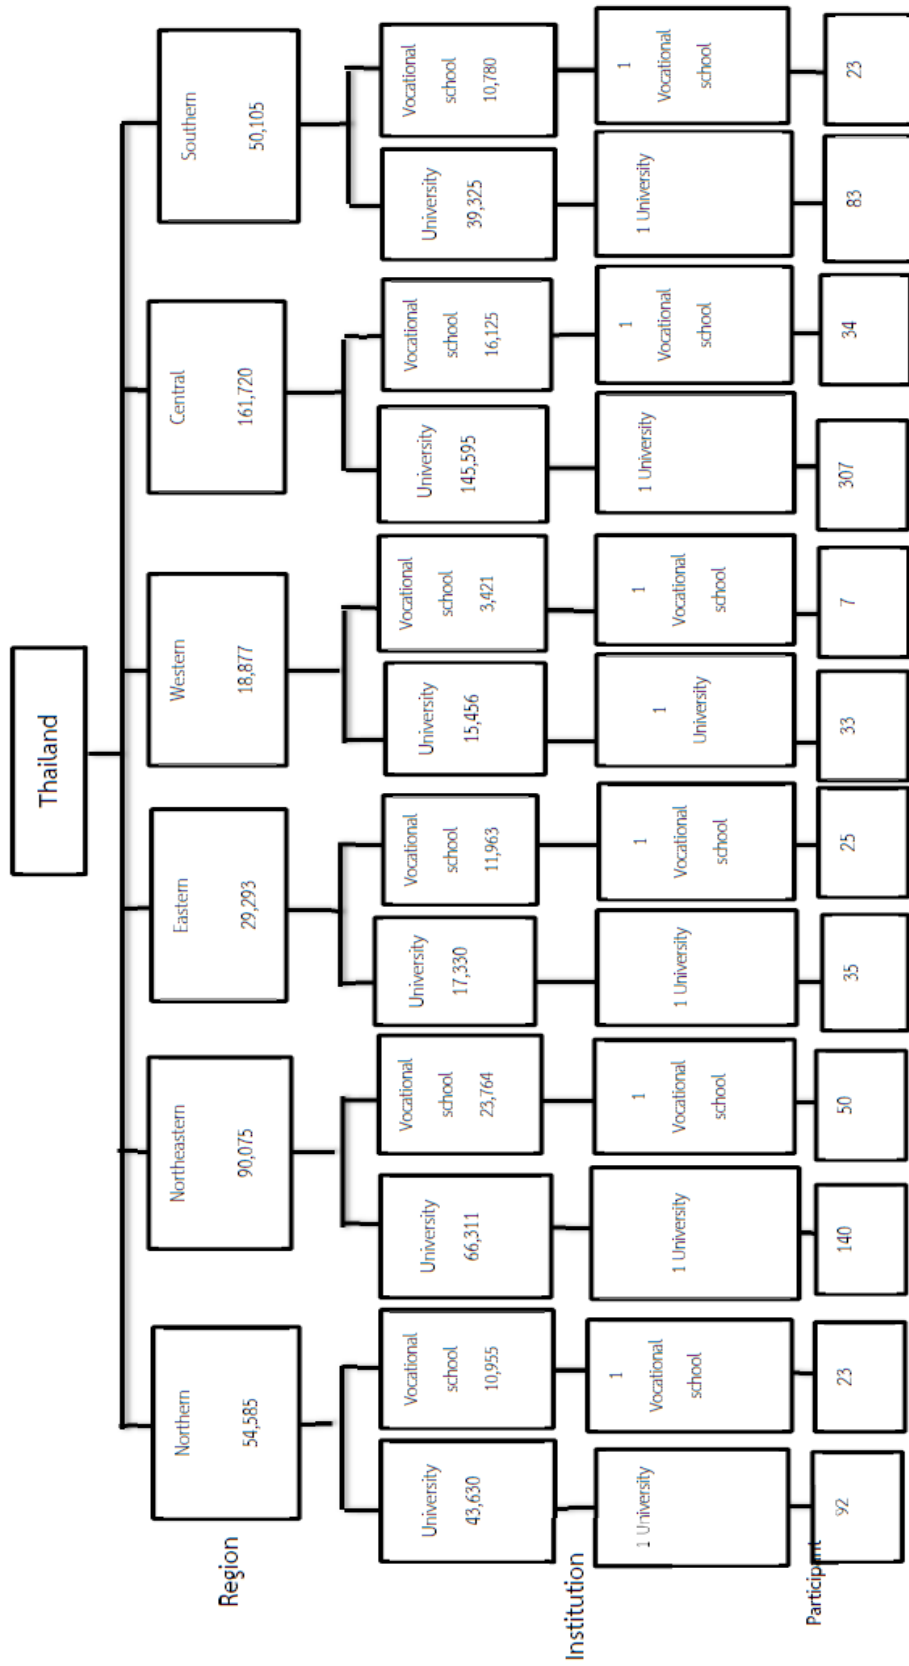 Thailand
Region
Northern
54,585
Northeastern
90,075
Eastern
29,293
Western
18,877
Central
161,720
Southern
50,105
Institution
University
43,630
Vocational
school
10,955
University
66,311
Vocational
school
23,764
University
17,330
Vocational
school
11,963
University
15,456
Vocational
school
3,421
University
145,595
Vocational
school
16,125
University
39,325
Vocational
school
10,780
1 University
1
Vocational
school
1 University
1
Vocational
school
1 University
1
Vocational
school
1
University
1
Vocational
school
1 University
1
Vocational
school
1 University
1
Vocational
school
Participant
92
23
140
50
35
25
33
7
307
34
83
23